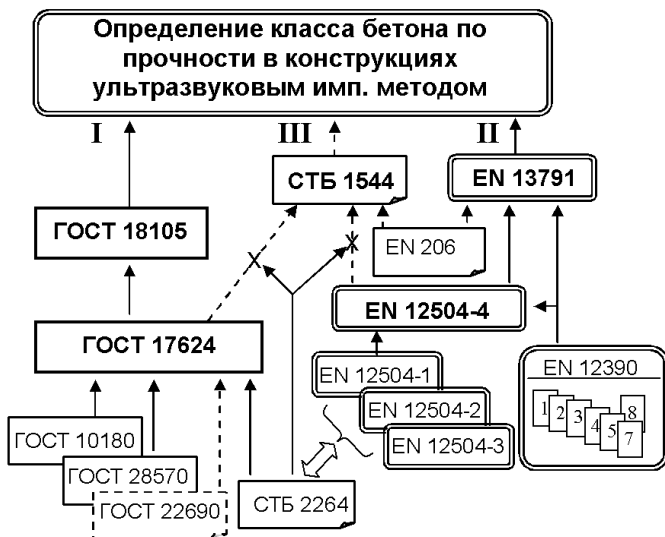 Определение класса бетона по
прочности в конструкциях
ультразвуковым имп. методом
I
III
II
СТБ 1544
EN 13791
ГОСТ 18105
X
X
EN 206
EN 12504-4
ГОСТ 17624
EN 12504-1
EN 12504-2
EN 12504-3
EN 12390
1
2
3
4
5
8
7
ГОСТ 10180
ГОСТ 28570
ГОСТ 22690
СТБ 2264